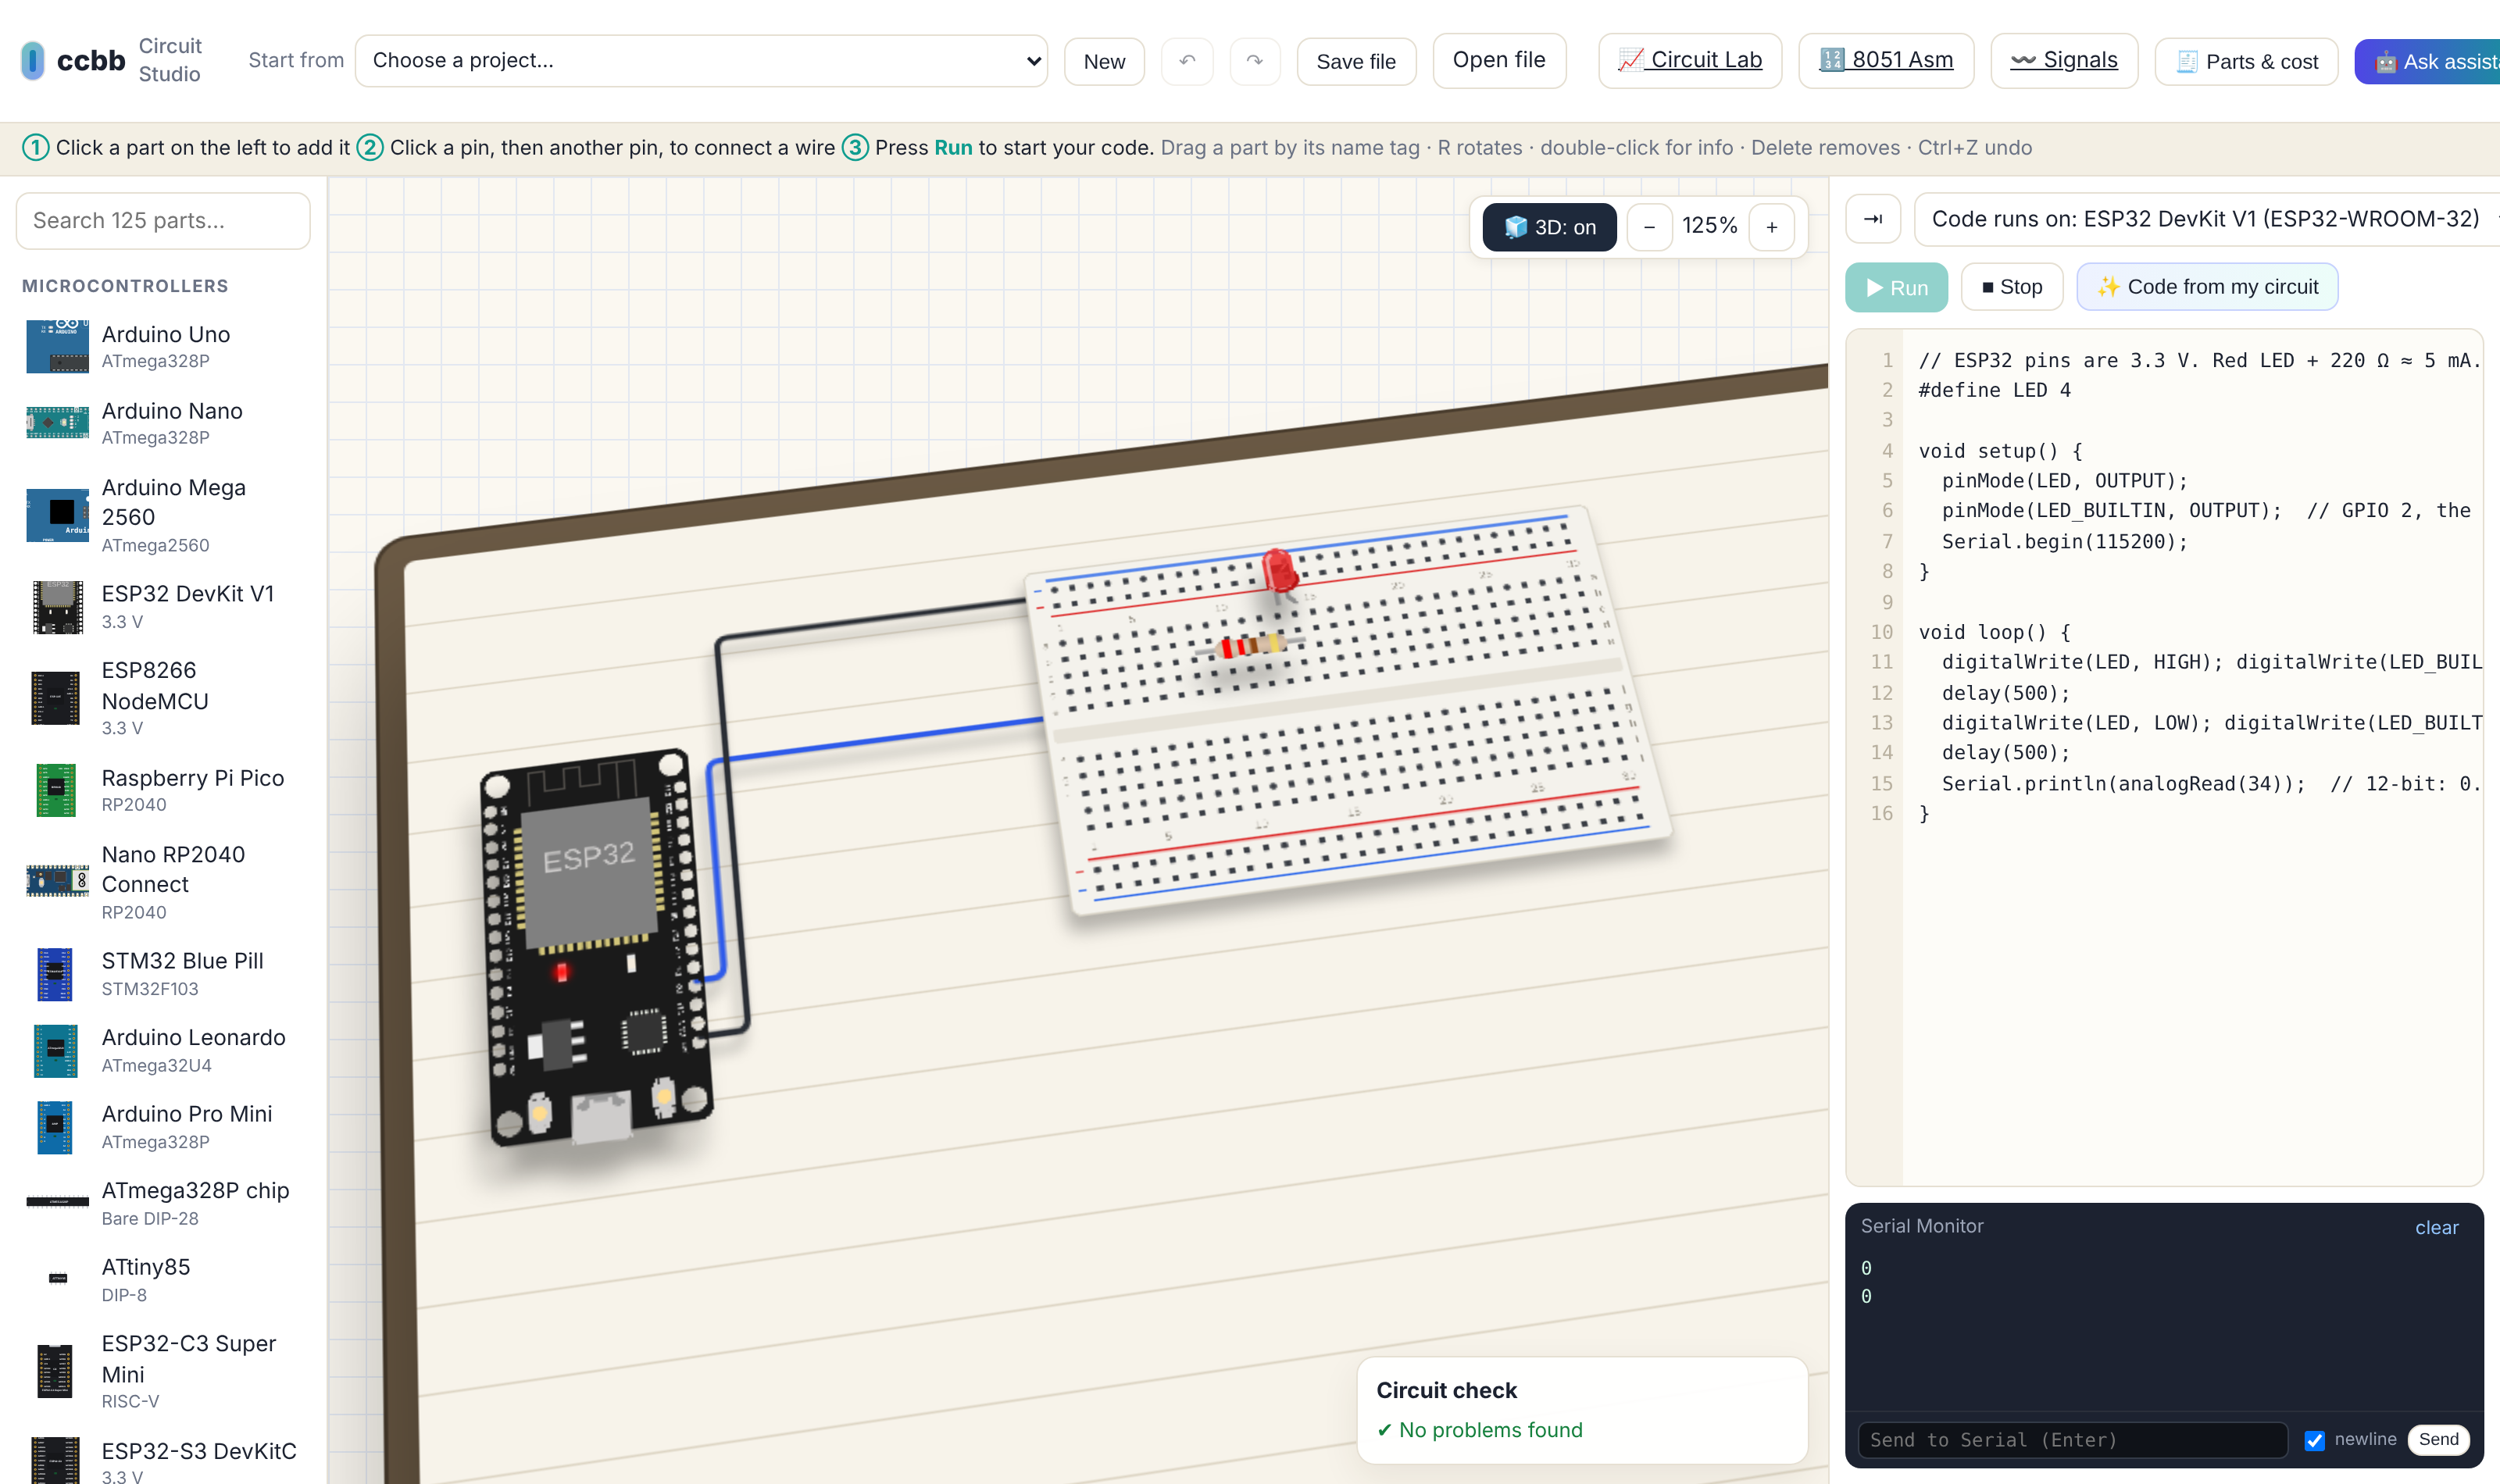 ccbb
Circuit Studio
Start from
Choose a project...
New
Save file
Open file
📈 Circuit Lab
🔢 8051 Asm
〰️ Signals
🧾 Parts & cost
🤖 Ask assist
1 Click a part on the left to add it 2 Click a pin, then another pin, to connect a wire 3 Press Run to start your code. Drag a part by its name tag · R rotates · double-click for info · Delete removes · Ctrl+Z undo
Search 125 parts...
MICROCONTROLLERS
Arduino Uno
ATmega328P
Arduino Nano
ATmega328P
Arduino Mega
2560
ATmega2560
ESP32 DevKit V1
3.3 V
ESP8266
NodeMCU
3.3 V
Raspberry Pi Pico
RP2040
Nano RP2040
Connect
RP2040
STM32 Blue Pill
STM32F103
Arduino Leonardo
ATmega32U4
Arduino Pro Mini
ATmega328P
ATmega328P chip
Bare DIP-28
ATtiny85
DIP-8
ESP32-C3 Super
Mini
RISC-V
ESP32-S3 DevKitC
3.3 V
🧊 3D: on
−
125%
+
ESP32
Circuit check
✔ No problems found
Code runs on: ESP32 DevKit V1 (ESP32-WROOM-32)
▶ Run
■ Stop
✨ Code from my circuit
1 // ESP32 pins are 3.3 V. Red LED + 220 Ω ≈ 5 mA.
2 #define LED 4
3
4 void setup() {
5   pinMode(LED, OUTPUT);
6   pinMode(LED_BUILTIN, OUTPUT);  // GPIO 2, the
7   Serial.begin(115200);
8 }
9
10 void loop() {
11   digitalWrite(LED, HIGH); digitalWrite(LED_BUIL
12   delay(500);
13   digitalWrite(LED, LOW); digitalWrite(LED_BUILT
14   delay(500);
15   Serial.println(analogRead(34));  // 12-bit: 0.
16 }
Serial Monitor
clear
0
0
Send to Serial (Enter)
newline
Send